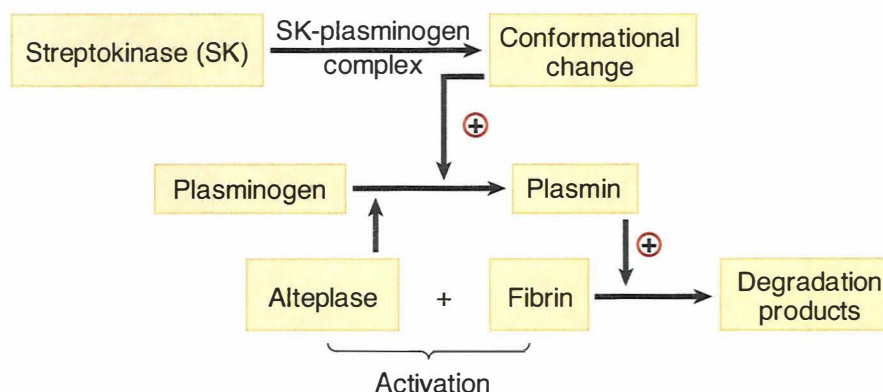 Streptokinase (SK)
SK-plasminogen
complex
Conformational
change
+
Plasminogen
Plasmin
+
Alteplase
+
Fibrin
Degradation
products
Activation